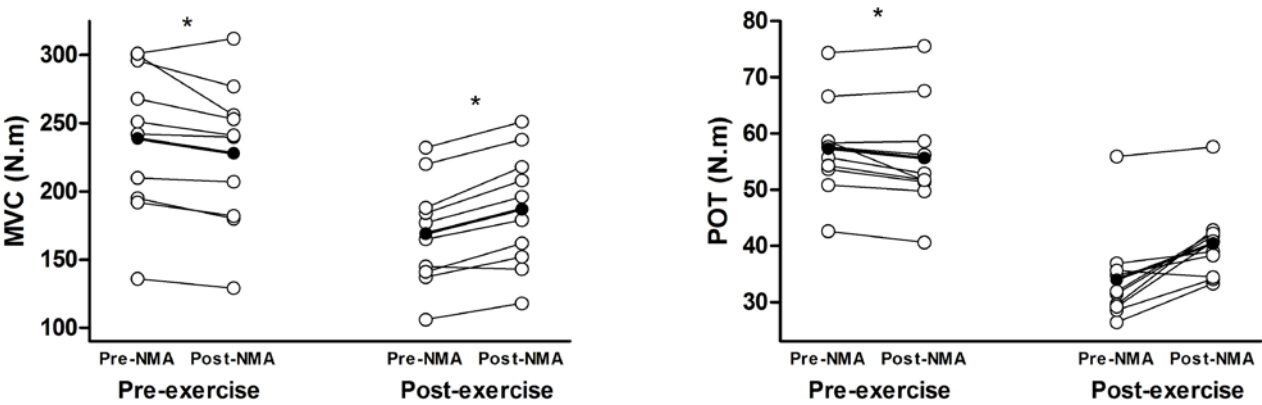 *
300
250
200
150
100
MVC (N.m)
*
Pre-NMA Post-NMA
Pre-NMA Post-NMA
Pre-exercise
Post-exercise
*
80
70
60
50
40
30
POT (N.m)
Pre-NMA Post-NMA
Pre-NMA Post-NMA
Pre-exercise
Post-exercise